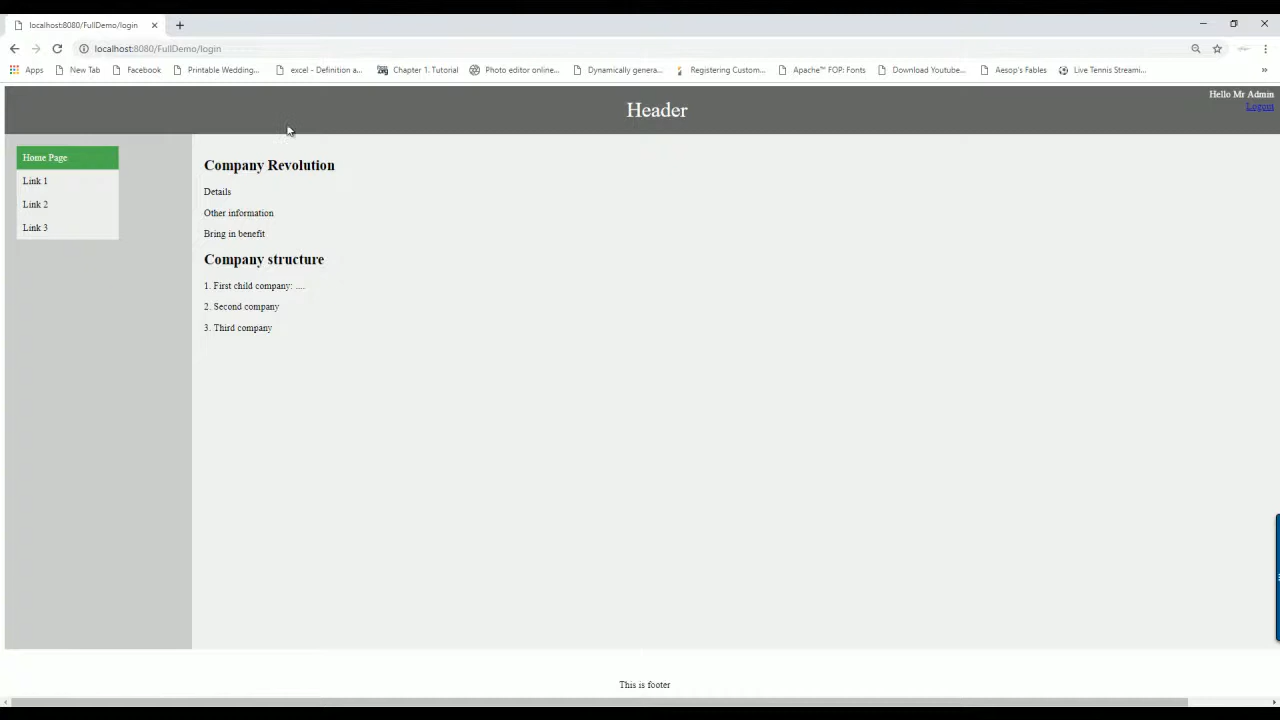 localhost:8080/FullDemo/login
localhost:8080/FullDemo/login
Apps New Tab Facebook Printable Wedding... excel - Definition a... Chapter 1. Tutorial Photo editor online... Dynamically genera... Registering Custom... Apache™ FOP: Fonts Download Youtube... Aesop's Fables Live Tennis Streami... »
Hello Mr Admin
Logout
Header
Home Page
Link 1
Link 2
Link 3
Company Revolution
Details
Other information
Bring in benefit
Company structure
1. First child company: ....
2. Second company
3. Third company
This is footer